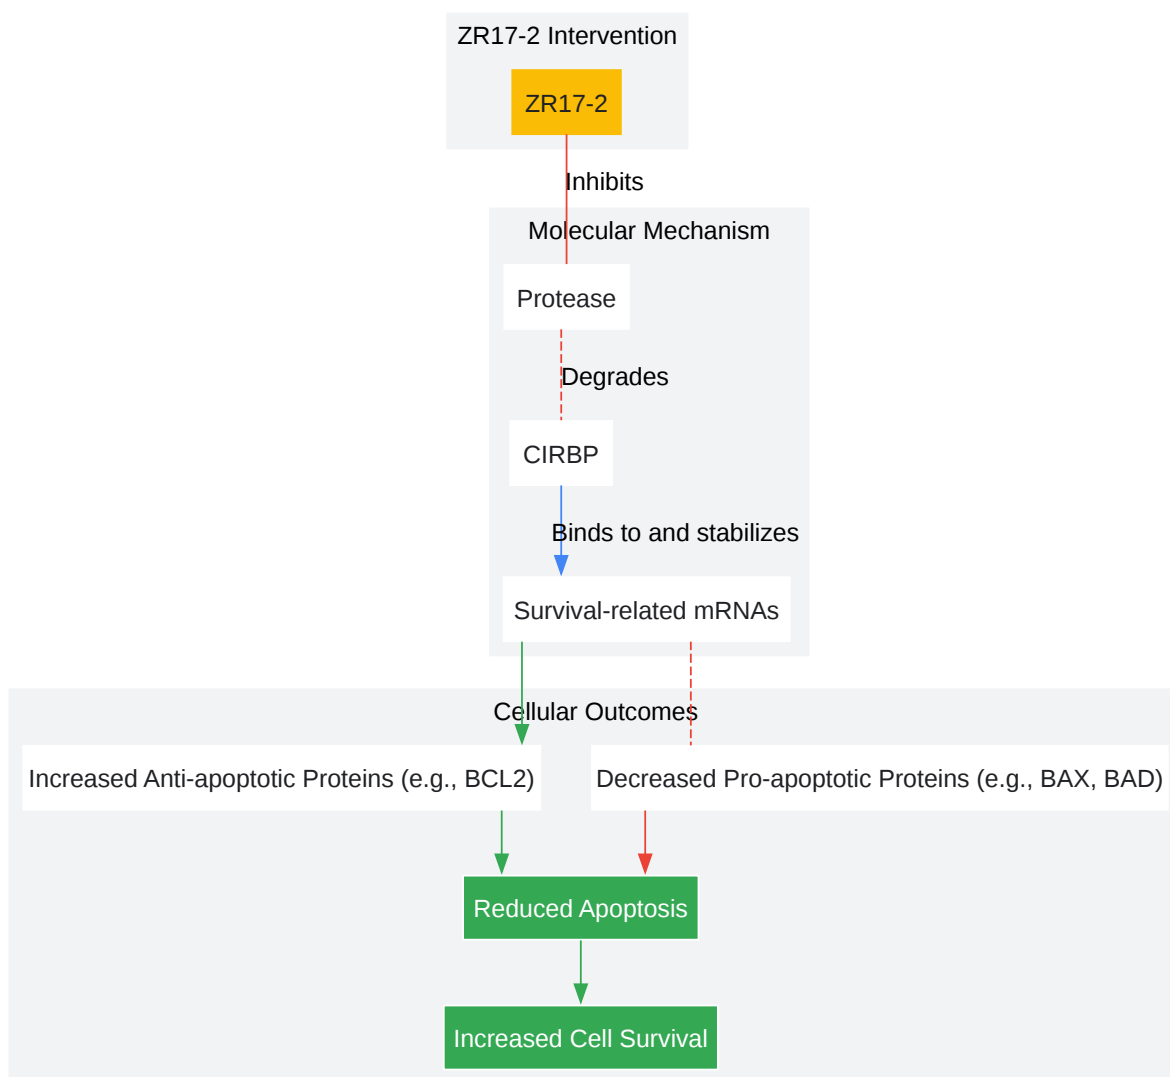 ZR17-2 Intervention
ZR17-2
Inhibits
Molecular Mechanism
Protease
Degrades
CIRBP
Binds to and stabilizes
Survival-related mRNAs
Cellular Outcomes
Increased Anti-apoptotic Proteins (e.g., BCL2)
Decreased Pro-apoptotic Proteins (e.g., BAX, BAD)
Reduced Apoptosis
Increased Cell Survival